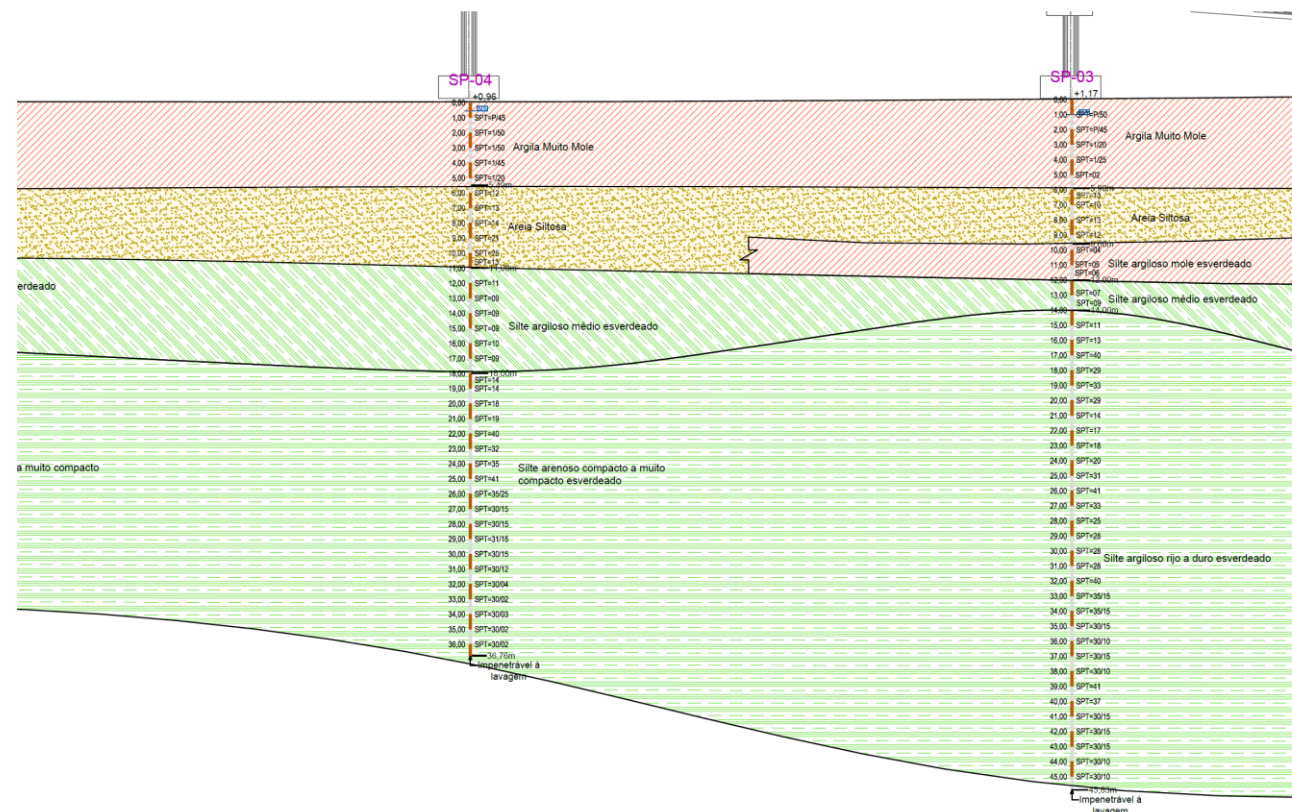 SP-04
+0,96
0,00
1,00 SPT=P/45
2,00 SPT=1/50
3,00 SPT=1/50
4,00 SPT=1/45
5,00 SPT=1/20
6,00 SPT=12
7,00 SPT=13
8,00 SPT=14
9,00 SPT=21
10,00 SPT=20
SPT=13
11,00
12,00 SPT=11
13,00 SPT=09
14,00 SPT=09
15,00 SPT=09
16,00 SPT=10
17,00 SPT=09
18,00 18,00m
SPT=14
19,00 SPT=14
20,00 SPT=18
21,00 SPT=19
22,00 SPT=40
23,00 SPT=32
24,00 SPT=35
25,00 SPT=41
26,00 SPT=35/25
27,00 SPT=30/15
28,00 SPT=30/15
29,00 SPT=31/15
30,00 SPT=30/15
31,00 SPT=30/12
32,00 SPT=30/04
33,00 SPT=30/02
34,00 SPT=30/03
35,00 SPT=30/02
36,00 SPT=30/02
36,76m
Impenetrável à
lavagem
Argila Muito Mole
Areia Siltosa
Silte argiloso médio esverdeado
Silte arenoso compacto a muito
compacto esverdeado
erdeado
a muito compacto
SP-03
+1,17
0,00
1,00 SPT=P/50
2,00 SPT=P/45
3,00 SPT=1/20
4,00 SPT=1/25
5,00 SPT=02
6,00
SPT=13
7,00 SPT=10
8,00 SPT=13
9,00 SPT=12
10,00 SPT=04
11,00 SPT=05
SPT=06
12,00 12,00m
13,00 SPT=07
SPT=09
14,00 14,00m
15,00 SPT=11
16,00 SPT=13
17,00 SPT=40
18,00 SPT=29
19,00 SPT=33
20,00 SPT=29
21,00 SPT=14
22,00 SPT=17
23,00 SPT=18
24,00 SPT=20
25,00 SPT=31
26,00 SPT=41
27,00 SPT=33
28,00 SPT=25
29,00 SPT=28
30,00 SPT=28
31,00 SPT=28
32,00 SPT=40
33,00 SPT=35/15
34,00 SPT=35/15
35,00 SPT=30/15
36,00 SPT=30/10
37,00 SPT=30/15
38,00 SPT=30/10
39,00 SPT=41
40,00 SPT=37
41,00 SPT=30/15
42,00 SPT=30/15
43,00 SPT=30/15
44,00 SPT=30/10
45,00 SPT=30/10
Impenetrável à
lavagem
Argila Muito Mole
Areia Siltosa
Silte argiloso mole esverdeado
Silte argiloso médio esverdeado
Silte argiloso rijo a duro esverdeado